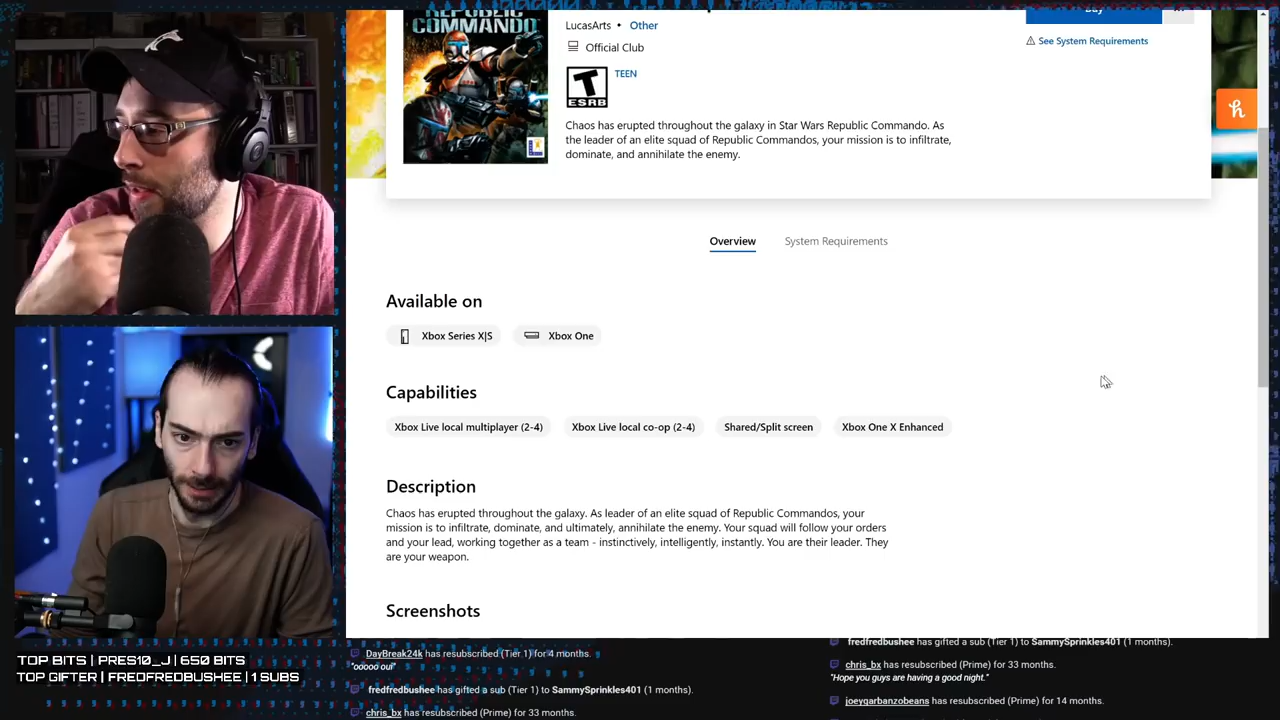 REPUBLIC
COMMANDO
LucasArts • Other
Official Club
T
ESRB
TEEN
Chaos has erupted throughout the galaxy in Star Wars Republic Commando. As
the leader of an elite squad of Republic Commandos, your mission is to infiltrate,
dominate, and annihilate the enemy.
See System Requirements
h
Overview
System Requirements
Available on
Xbox Series X|S
Xbox One
Capabilities
Xbox Live local multiplayer (2-4)
Xbox Live local co-op (2-4)
Shared/Split screen
Xbox One X Enhanced
Description
Chaos has erupted throughout the galaxy. As leader of an elite squad of Republic Commandos, your
mission is to infiltrate, dominate, and ultimately, annihilate the enemy. Your squad will follow your orders
and your lead, working together as a team - instinctively, intelligently, instantly. You are their leader. They
are your weapon.
Screenshots
TOP BITS | PRES10_J | 650 BITS
TOP GIFTER | FREDFREDBUSHEE | 1 SUBS
DayBreak24k has resubscribed (Tier 1) for 4 months.
"ooooo oui"
fredfredbushee has gifted a sub (Tier 1) to SammySprinkles401 (1 months).
chris_bx has resubscribed (Prime) for 33 months.
fredfredbushee has gifted a sub (Tier 1) to SammySprinkles401 (1 months).
chris_bx has resubscribed (Prime) for 33 months.
"Hope you guys are having a good night."
joeygarbanzobeans has resubscribed (Prime) for 14 months.